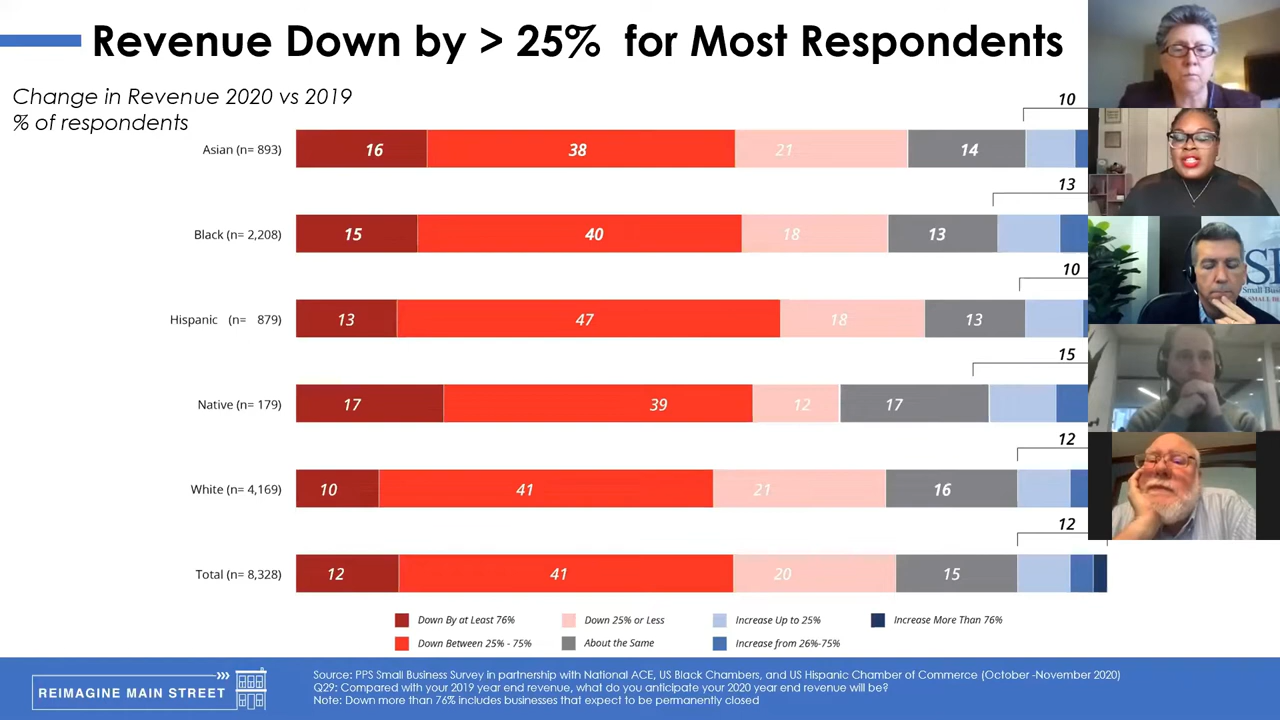 Revenue Down by > 25% for Most Respondents
Change in Revenue 2020 vs 2019
% of respondents
10
Asian (n= 893)
16 38 21 14
13
Black (n= 2,208)
15 40 18 13
10
Hispanic (n= 879)
13 47 18 13
15
Native (n= 179)
17 39 12 17
12
White (n= 4,169)
10 41 21 16
12
Total (n= 8,328)
12 41 20 15
Down By at Least 76% Down 25% or Less Increase Up to 25% Increase More Than 76%
Down Between 25% - 75% About the Same Increase from 26%-75%
REIMAGINE MAIN STREET
Source: PPS Small Business Survey in partnership with National ACE, US Black Chambers, and US Hispanic Chamber of Commerce (October -November 2020)
Q29: Compared with your 2019 year end revenue, what do you anticipate your 2020 year end revenue will be?
Note: Down more than 76% includes businesses that expect to be permanently closed
Small Busi
SMALL B